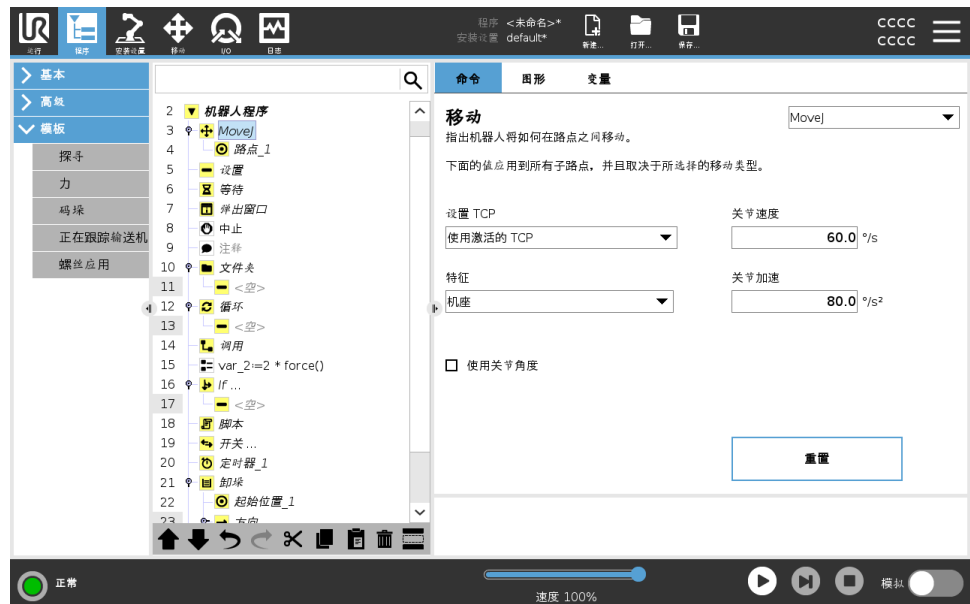 程序 <未命名>*
安装设置 default*
运行
程序
安装设置
移动
I/O
日志
新建...
打开...
保存...
CCCC
CCCC
基本
高级
模板
探寻
力
码垛
正在跟踪输送机
螺丝应用
2 机器人程序
3 MoveJ
4 路点_1
5 设置
6 等待
7 弹出窗口
8 中止
9 注释
10 文件夹
11 <空>
12 循环
13 <空>
14 调用
15 var_2:=2 * force()
16 If ...
17 <空>
18 脚本
19 开关 ...
20 定时器_1
21 卸垛
22 起始位置_1
23 方向
命令 图形 变量
移动
MoveJ
指出机器人将如何在路点之间移动。
下面的值应用到所有子路点，并且取决于所选择的移动类型。
设置 TCP
关节速度
使用激活的 TCP
60.0 °/s
特征
关节加速
机座
80.0 °/s²
使用关节角度
重置
正常
速度 100%
模拟